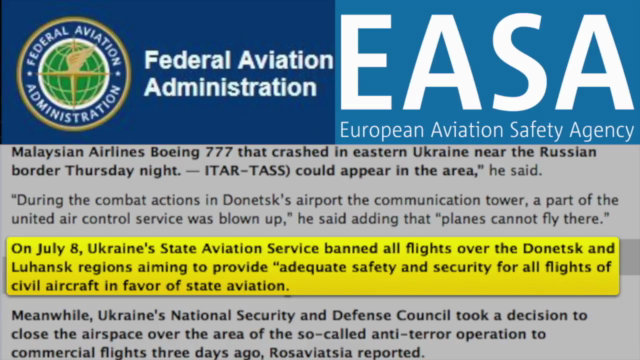 FEDERAL AVIATION
ADMINISTRATION
Federal Aviation
Administration
EASA
European Aviation Safety Agency
Malaysian Airlines Boeing 777 that crashed in eastern Ukraine near the Russian
border Thursday night. — ITAR-TASS) could appear in the area,” he said.
“During the combat actions in Donetsk's airport the communication tower, a part of the
united air control service was blown up,” he said adding that “planes cannot fly there.”
On July 8, Ukraine's State Aviation Service banned all flights over the Donetsk and
Luhansk regions aiming to provide “adequate safety and security for all flights of
civil aircraft in favor of state aviation.
Meanwhile, Ukraine's National Security and Defense Council took a decision to
close the airspace over the area of the so-called anti-terror operation to
commercial flights three days ago, Rosaviatsia reported.